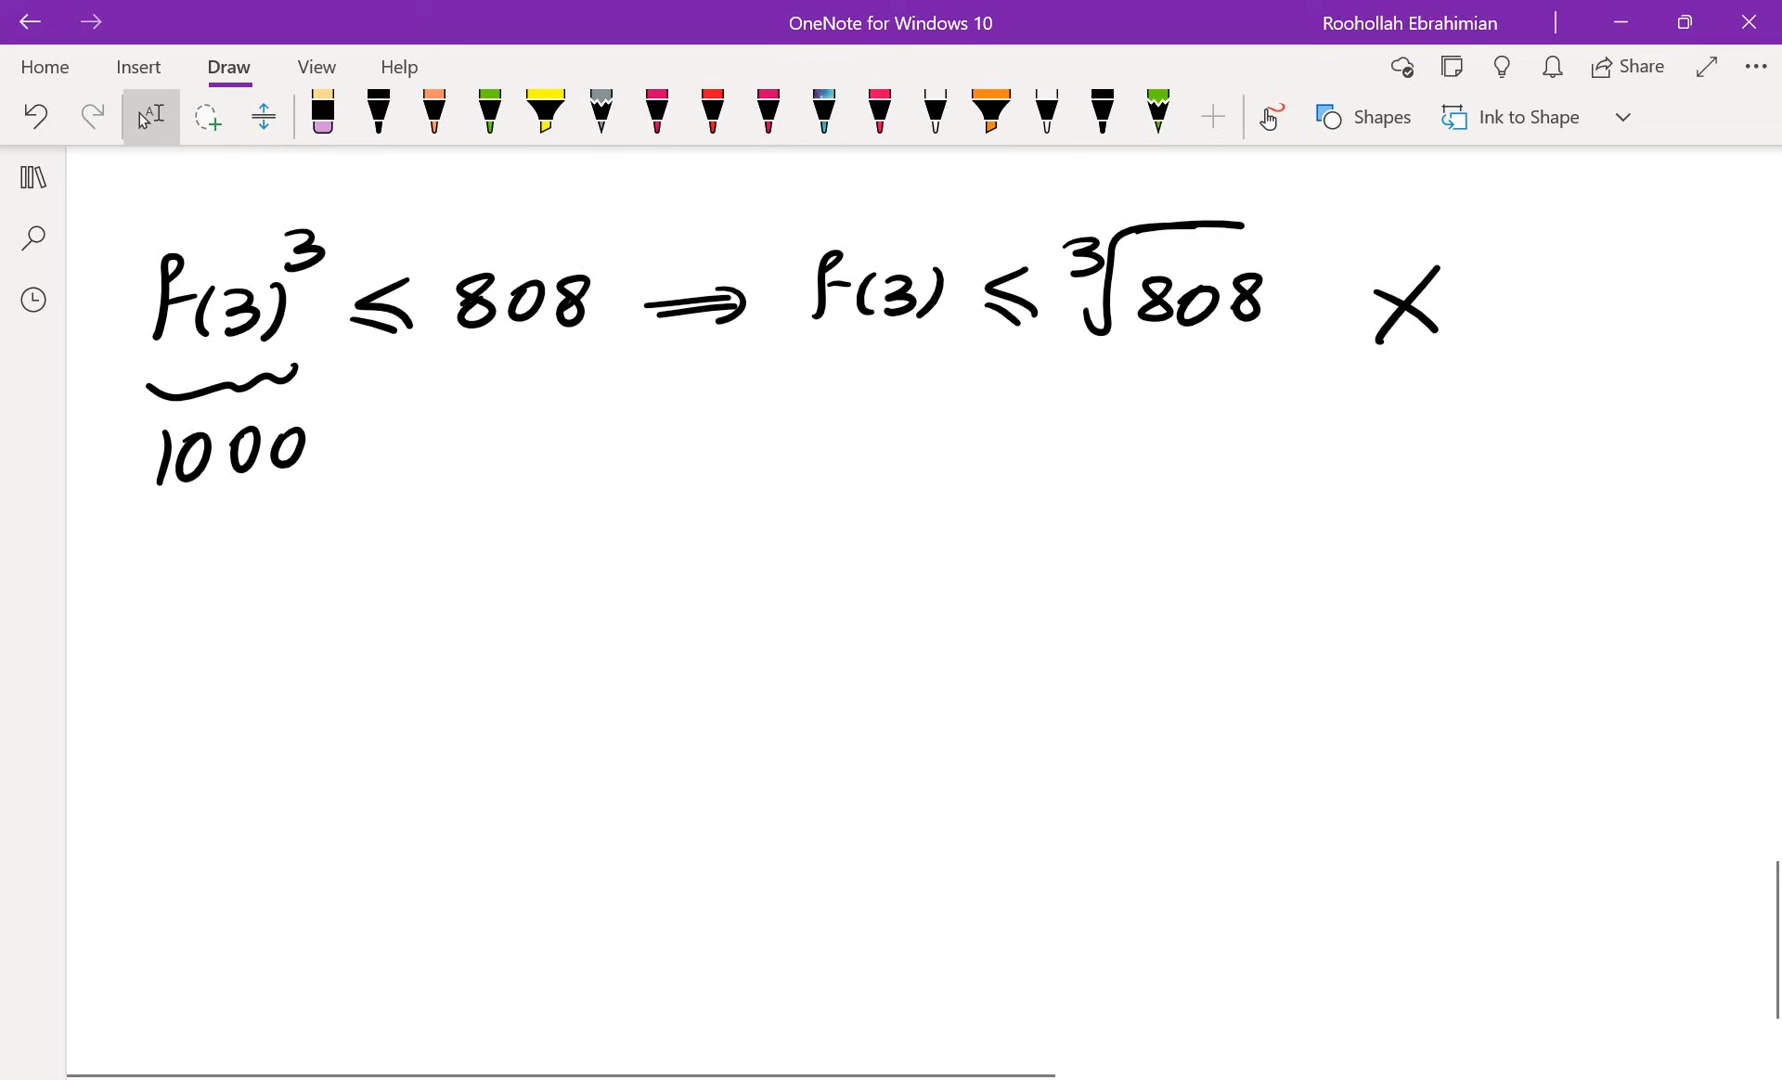 OneNote for Windows 10
Roohollah Ebrahimian
Home Insert Draw View Help
Share
Shapes Ink to Shape
f(3)³ ≤ 808 ⟹ f(3) ≤ ∛808 X
1000